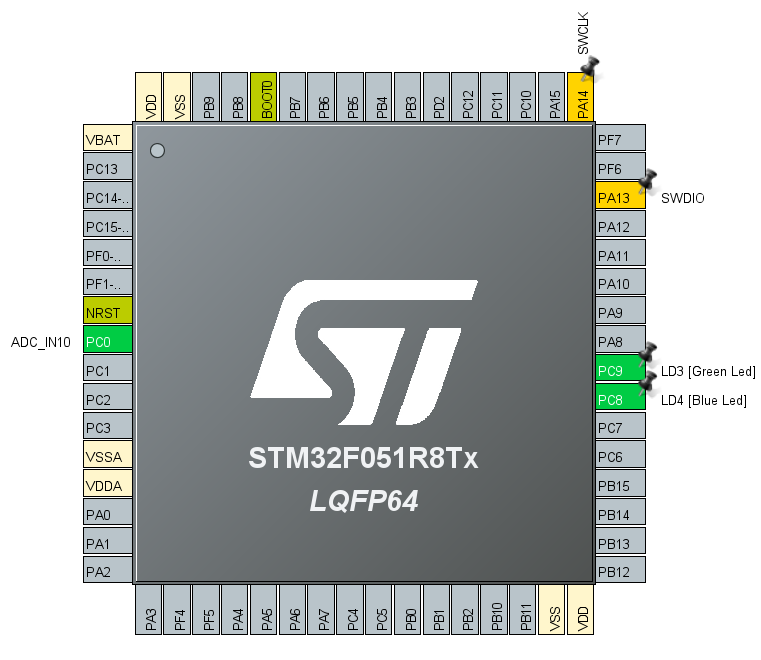 SWCLK
VDD
VSS
PB9
PB8
BOOT0
PB7
PB6
PB5
PB4
PB3
PD2
PC12
PC11
PC10
PA15
PA14
VBAT
PC13
PC14-..
PC15-..
PF0-..
PF1-..
NRST
ADC_IN10 PC0
PC1
PC2
PC3
VSSA
VDDA
PA0
PA1
PA2
STM32F051R8Tx
LQFP64
PF7
PF6
PA13 SWDIO
PA12
PA11
PA10
PA9
PA8
PC9 LD3 [Green Led]
PC8 LD4 [Blue Led]
PC7
PC6
PB15
PB14
PB13
PB12
PA3
PF4
PF5
PA4
PA5
PA6
PA7
PC4
PC5
PB0
PB1
PB2
PB10
PB11
VSS
VDD